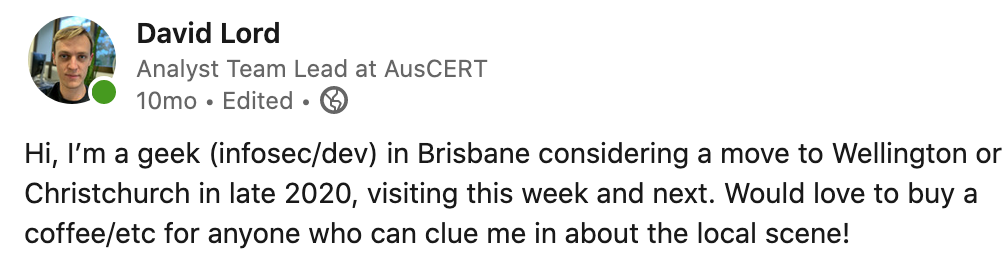 David Lord
Analyst Team Lead at AusCERT
10mo • Edited •
Hi, I’m a geek (infosec/dev) in Brisbane considering a move to Wellington or
Christchurch in late 2020, visiting this week and next. Would love to buy a
coffee/etc for anyone who can clue me in about the local scene!